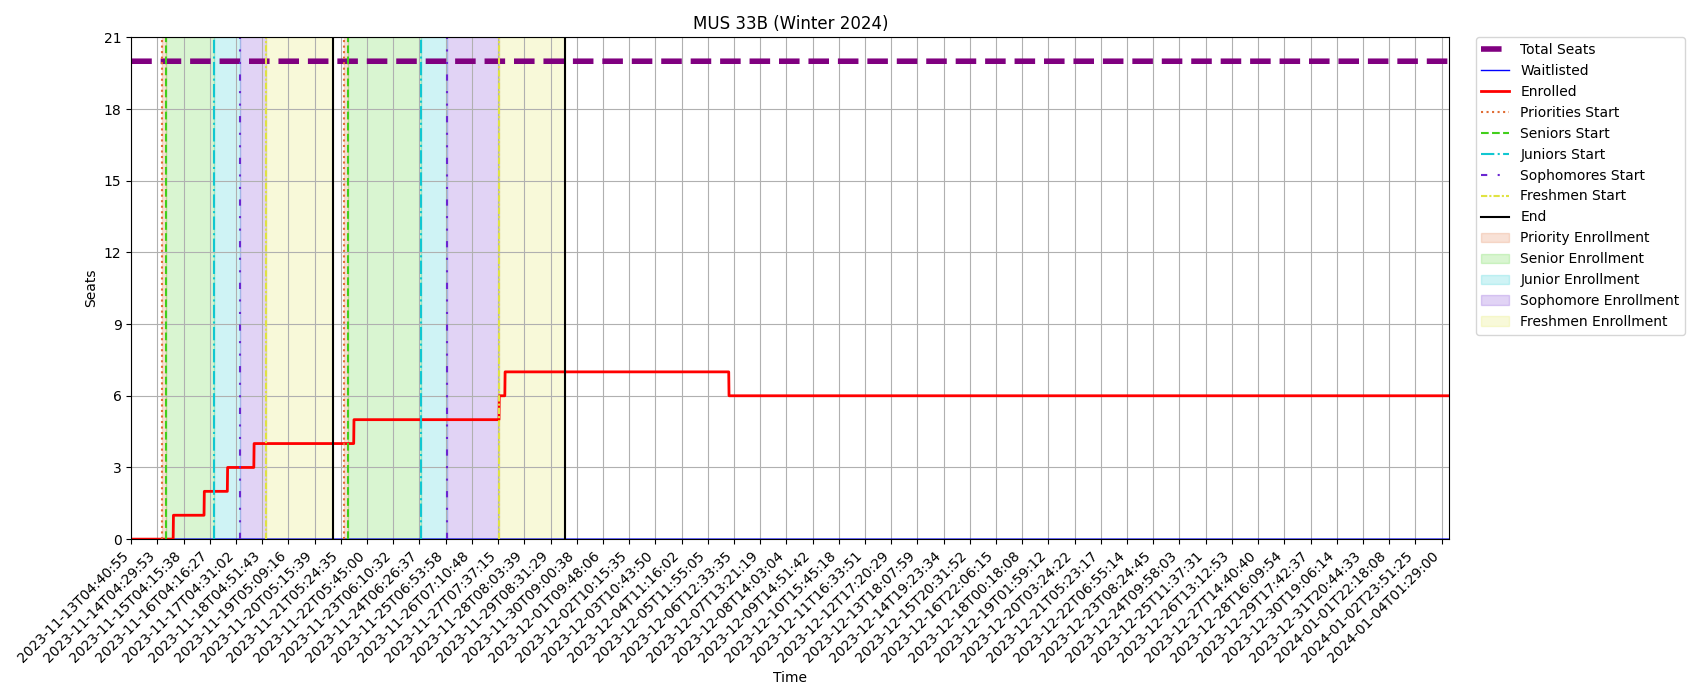 MUS 33B (Winter 2024)
21
18
15
12
9
6
3
0
Seats
2023-11-13T04:40:55
2023-11-14T04:29:53
2023-11-15T04:15:38
2023-11-16T04:16:27
2023-11-17T04:31:02
2023-11-18T04:51:43
2023-11-19T05:09:16
2023-11-20T05:15:39
2023-11-21T05:24:35
2023-11-22T05:45:00
2023-11-23T06:10:32
2023-11-24T06:26:37
2023-11-25T06:53:58
2023-11-26T07:10:48
2023-11-27T07:37:15
2023-11-28T08:03:39
2023-11-29T08:31:29
2023-11-30T09:00:38
2023-12-01T09:48:06
2023-12-02T10:15:35
2023-12-03T10:43:50
2023-12-04T11:16:02
2023-12-05T11:55:05
2023-12-06T12:33:35
2023-12-07T13:21:19
2023-12-08T14:03:04
2023-12-09T14:51:42
2023-12-10T15:45:18
2023-12-11T16:33:51
2023-12-12T17:20:29
2023-12-13T18:07:59
2023-12-14T19:23:34
2023-12-15T20:31:52
2023-12-16T22:06:15
2023-12-18T00:18:08
2023-12-19T01:59:12
2023-12-20T03:24:22
2023-12-21T05:23:17
2023-12-22T06:55:14
2023-12-23T08:24:45
2023-12-24T09:58:03
2023-12-25T11:37:31
2023-12-26T13:12:53
2023-12-27T14:40:40
2023-12-28T16:09:54
2023-12-29T17:42:37
2023-12-30T19:06:14
2023-12-31T20:44:33
2024-01-01T22:18:08
2024-01-02T23:51:25
2024-01-04T01:29:00
Time
Total Seats
Waitlisted
Enrolled
Priorities Start
Seniors Start
Juniors Start
Sophomores Start
Freshmen Start
End
Priority Enrollment
Senior Enrollment
Junior Enrollment
Sophomore Enrollment
Freshmen Enrollment